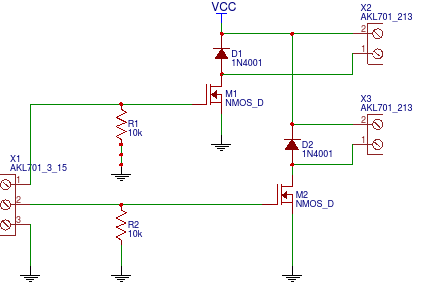 VCC
X2
AKL701_213
2
1
D1
1N4001
M1
NMOS_D
X3
AKL701_213
2
1
R1
10k
D2
1N4001
X1
AKL701_3_15
1
2
3
M2
NMOS_D
R2
10k